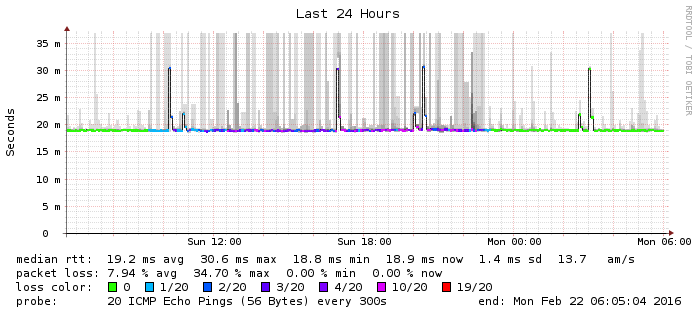 Last 24 Hours
RRDTOOL / TOBI OETIKER
Seconds
35 m
30 m
25 m
20 m
15 m
10 m
5 m
0
Sun 12:00 Sun 18:00 Mon 00:00 Mon 06:00
median rtt: 19.2 ms avg 30.6 ms max 18.8 ms min 18.9 ms now 1.4 ms sd 13.7 am/s
packet loss: 7.94 % avg 34.70 % max 0.00 % min 0.00 % now
loss color: 0 1/20 2/20 3/20 4/20 10/20 19/20
probe: 20 ICMP Echo Pings (56 Bytes) every 300s end: Mon Feb 22 06:05:04 2016